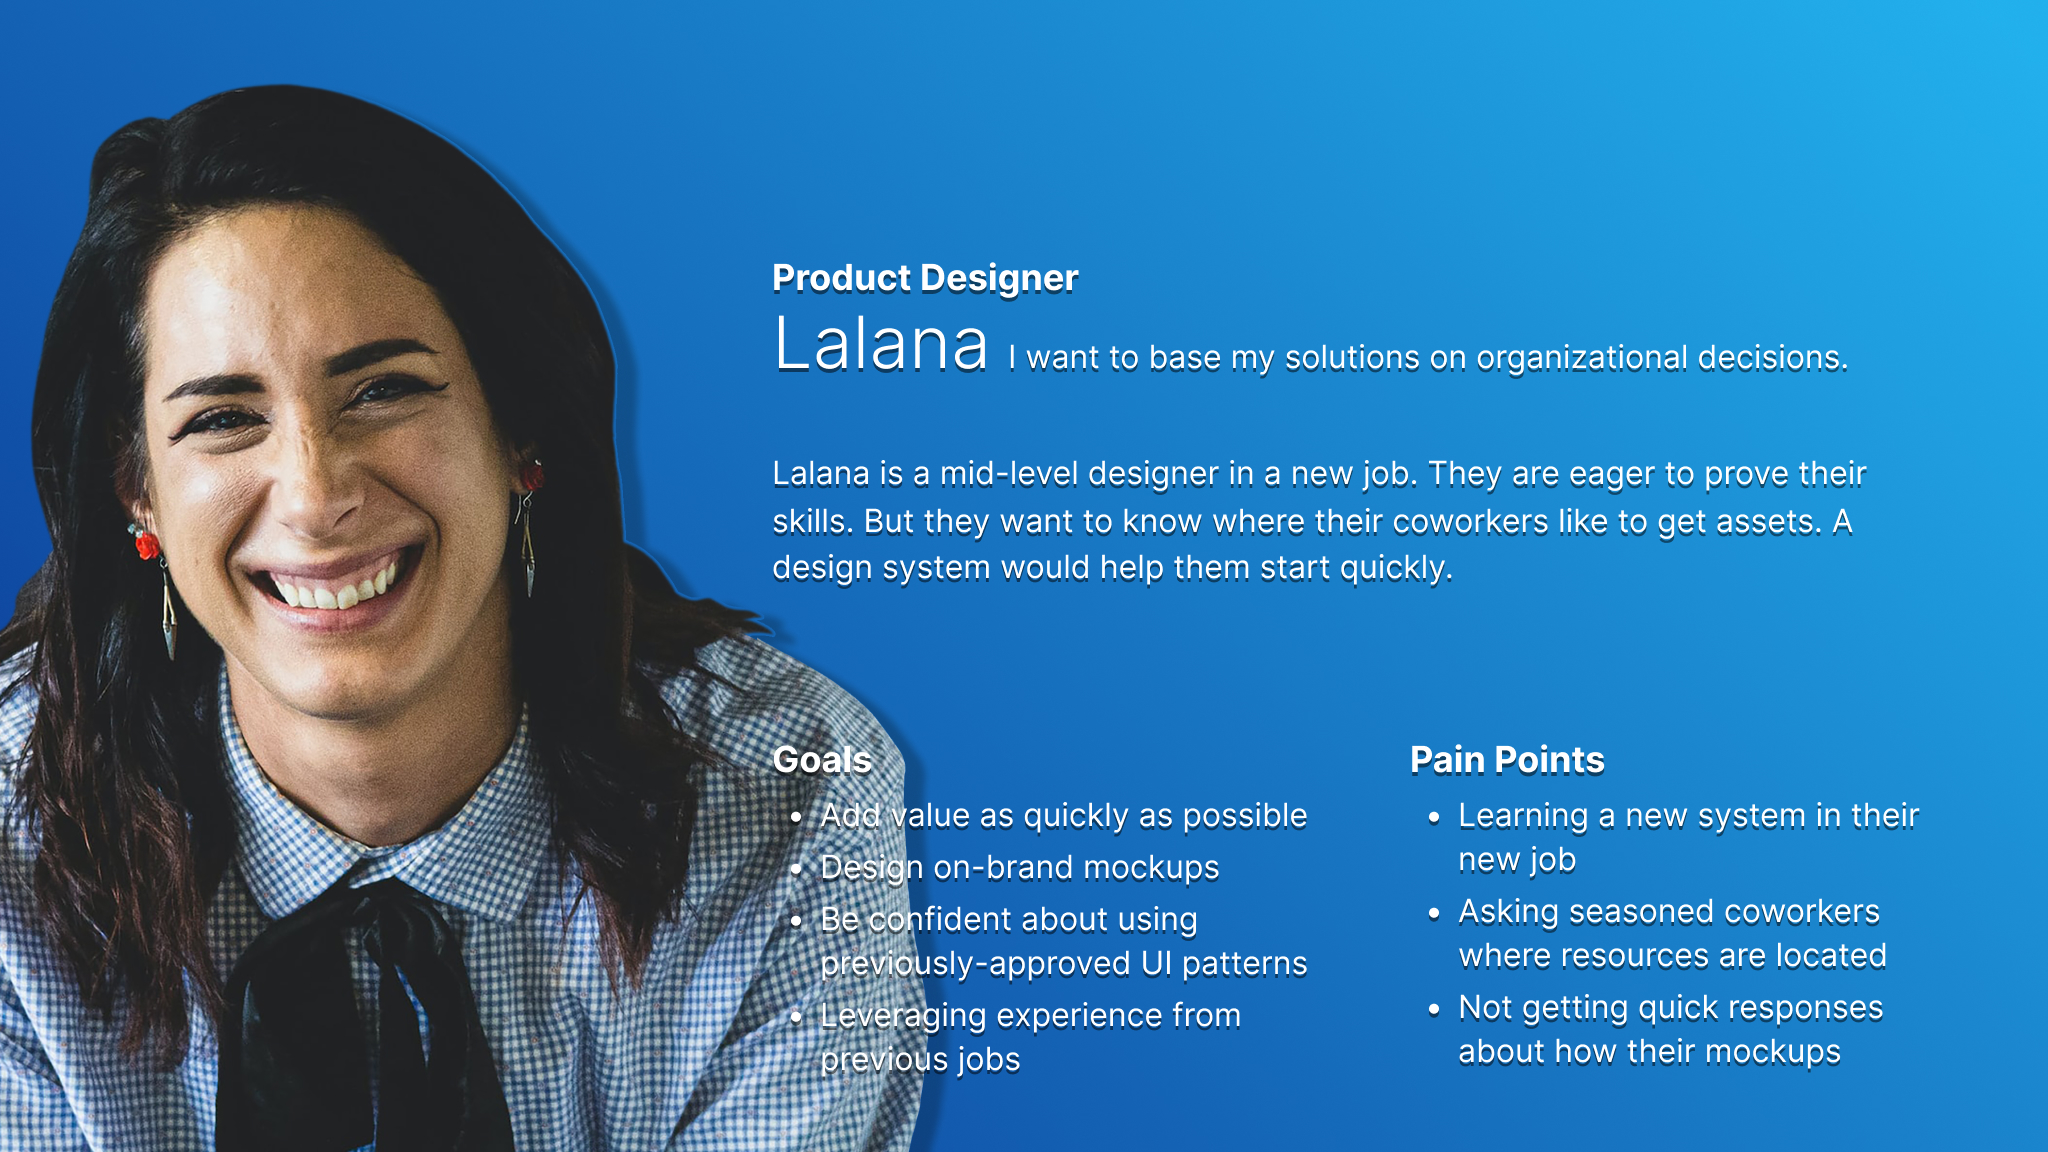 Product Designer
Lalana I want to base my solutions on organizational decisions.
Lalana is a mid-level designer in a new job. They are eager to prove their
skills. But they want to know where their coworkers like to get assets. A
design system would help them start quickly.
Goals
• Add value as quickly as possible
• Design on-brand mockups
• Be confident about using
previously-approved UI patterns
• Leveraging experience from
previous jobs
Pain Points
• Learning a new system in their
new job
• Asking seasoned coworkers
where resources are located
• Not getting quick responses
about how their mockups